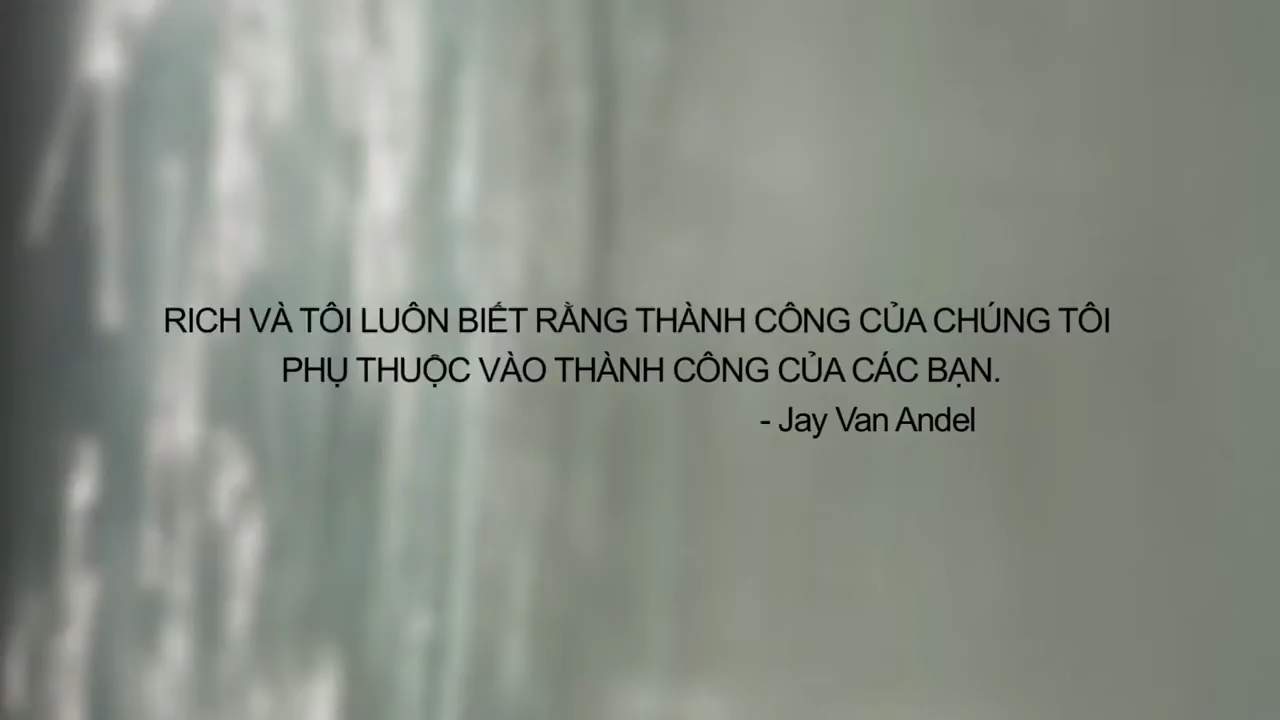 RICH VÀ TÔI LUÔN BIẾT RẰNG THÀNH CÔNG CỦA CHÚNG TÔI
PHỤ THUỘC VÀO THÀNH CÔNG CỦA CÁC BẠN.
- Jay Van Andel